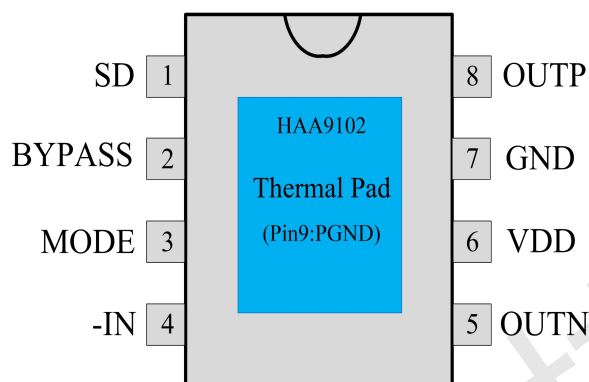 SD 1 8 OUTP
HAA9102
BYPASS 2 7 GND
Thermal Pad
(Pin9:PGND)
MODE 3 6 VDD
-IN 4 5 OUTN